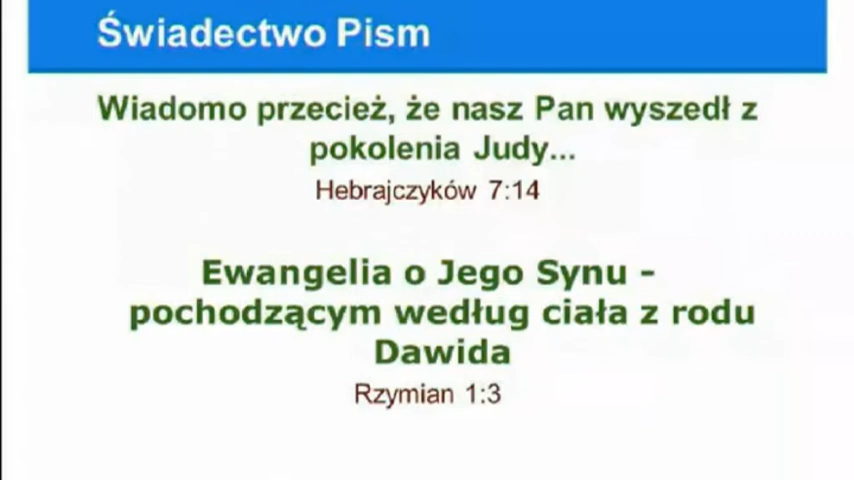 Świadectwo Pism
Wiadomo przecież, że nasz Pan wyszedł z
pokolenia Judy...
Hebrajczyków 7:14
Ewangelia o Jego Synu -
pochodzącym według ciała z rodu
Dawida
Rzymian 1:3